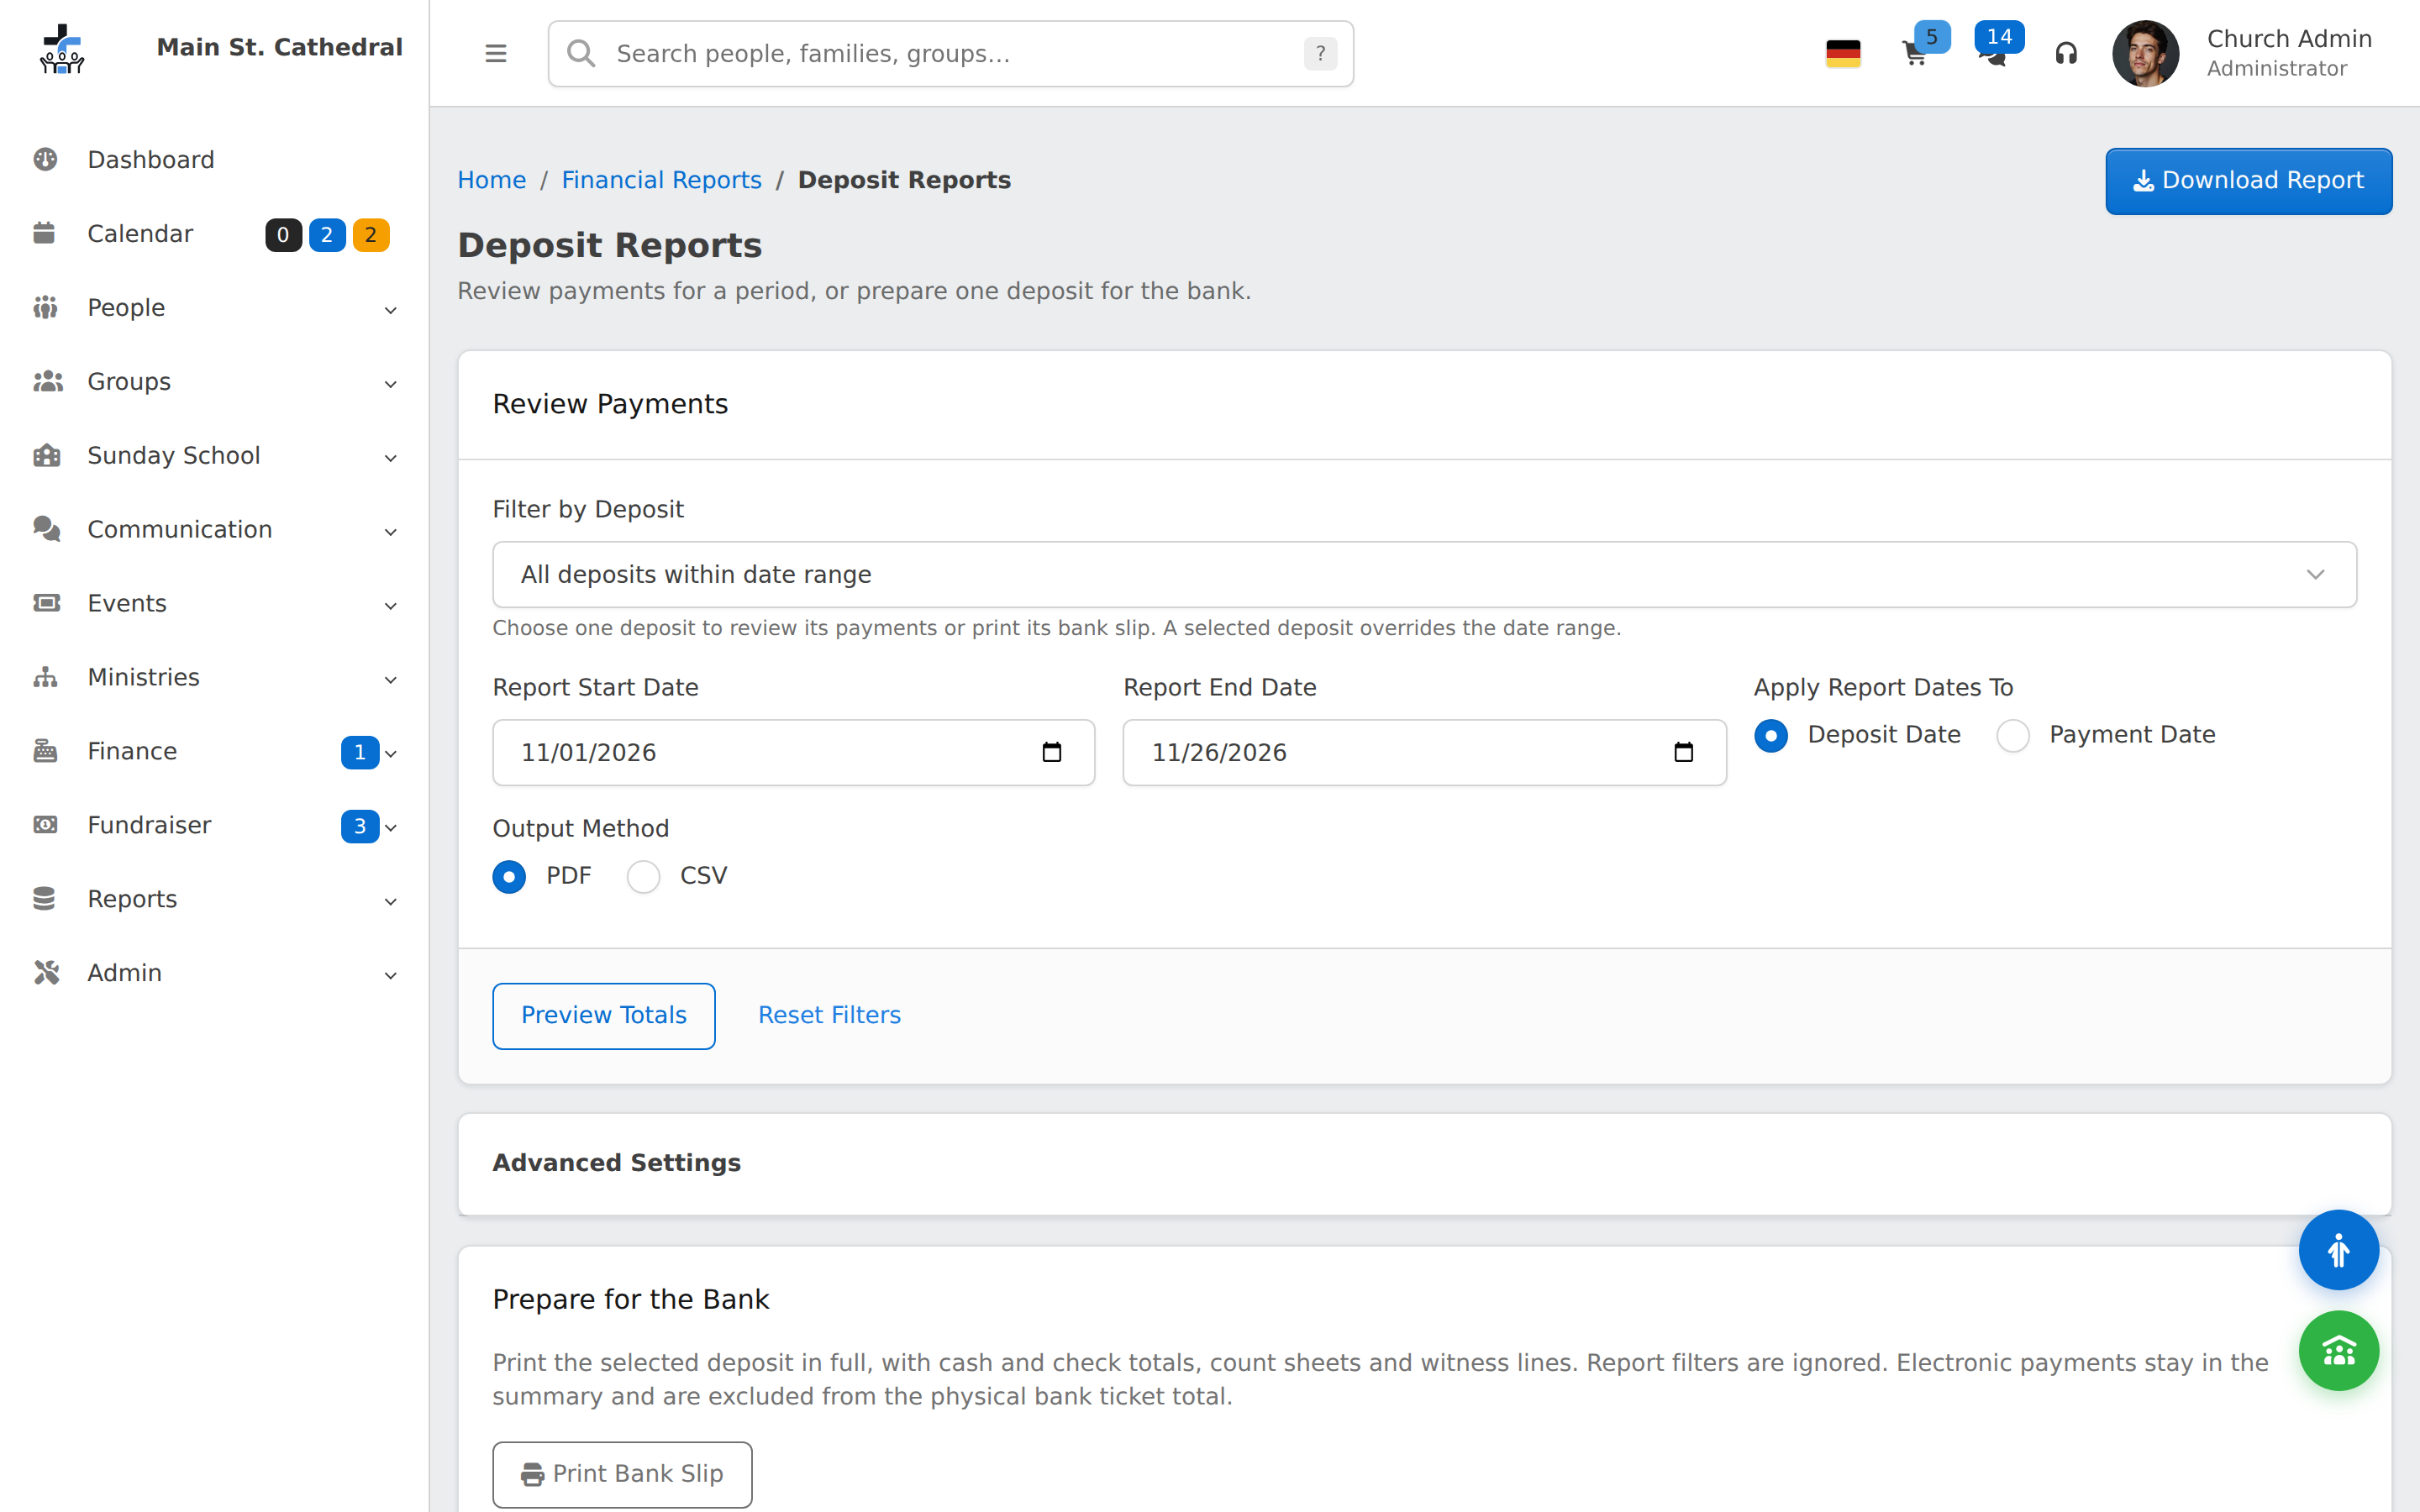 Main St. Cathedral
Search people, families, groups...
?
5
14
Church Admin
Administrator
Dashboard
Calendar 0 2 2
People
Groups
Sunday School
Communication
Events
Ministries
Finance 1
Fundraiser 3
Reports
Admin
Home / Financial Reports / Deposit Reports
Download Report
Deposit Reports
Review payments for a period, or prepare one deposit for the bank.
Review Payments
Filter by Deposit
All deposits within date range
Choose one deposit to review its payments or print its bank slip. A selected deposit overrides the date range.
Report Start Date
11/01/2026
Report End Date
11/26/2026
Apply Report Dates To
Deposit Date Payment Date
Output Method
PDF CSV
Preview Totals
Reset Filters
Advanced Settings
Prepare for the Bank
Print the selected deposit in full, with cash and check totals, count sheets and witness lines. Report filters are ignored. Electronic payments stay in the
summary and are excluded from the physical bank ticket total.
Print Bank Slip